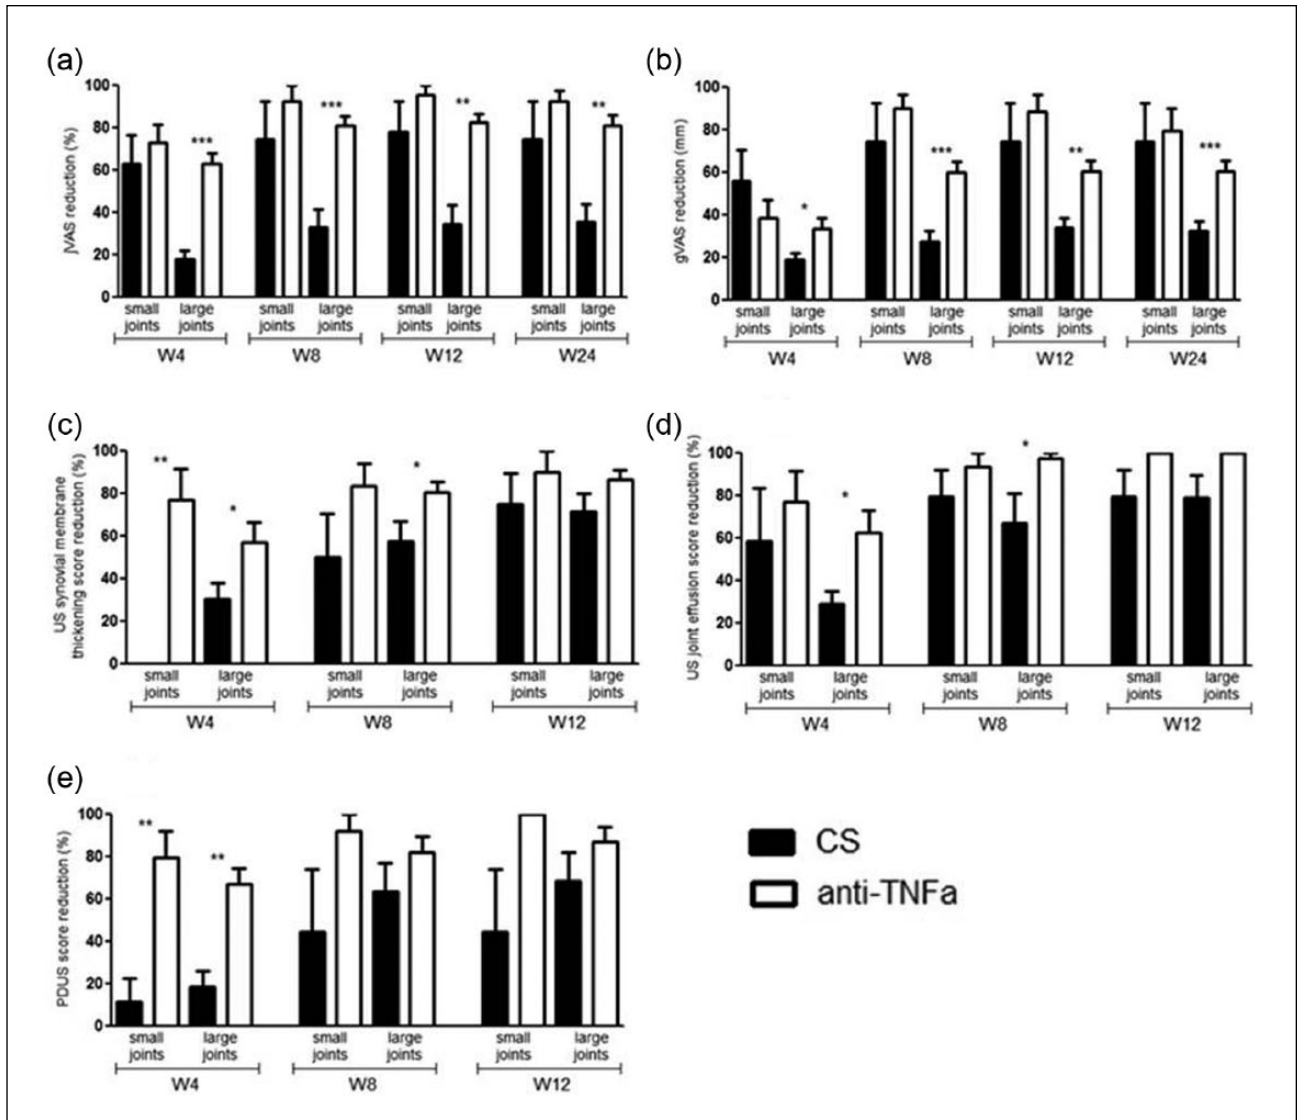 (a)
jVAS reduction (%)
100
80
60
40
20
0
*** *** ** **
small joints large joints small joints large joints small joints large joints small joints large joints
W4 W8 W12 W24
(b)
gVAS reduction (mm)
100
80
60
40
20
0
* *** ** ***
small joints large joints small joints large joints small joints large joints small joints large joints
W4 W8 W12 W24
(c)
US synovial membrane
thickening score reduction (%)
100
80
60
40
20
0
** * *
small joints large joints small joints large joints small joints large joints
W4 W8 W12
(d)
US joint effusion score reduction (%)
100
80
60
40
20
0
* *
small joints large joints small joints large joints small joints large joints
W4 W8 W12
(e)
PDUS score reduction (%)
100
80
60
40
20
0
** **
small joints large joints small joints large joints small joints large joints
W4 W8 W12
CS
anti-TNFa